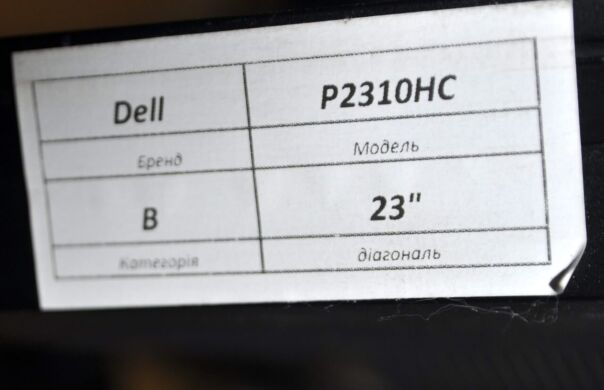 Dell P2310HC
Бренд Модель
B 23"
Категорія діагональ